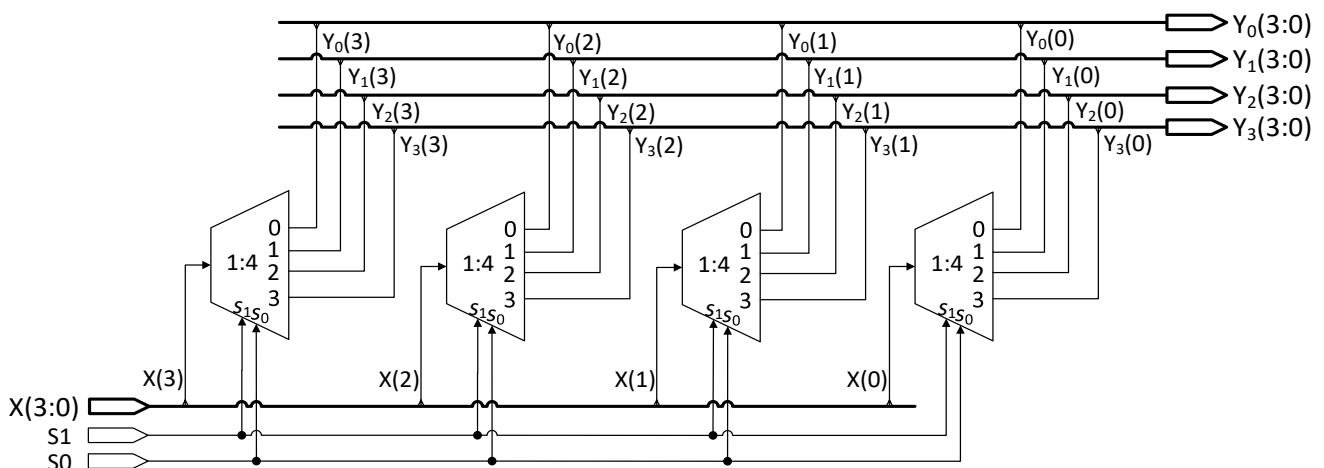 Y0(3) Y0(2) Y0(1) Y0(0) Y0(3:0)
Y1(3) Y1(2) Y1(1) Y1(0) Y1(3:0)
Y2(3) Y2(2) Y2(1) Y2(0) Y2(3:0)
Y3(3) Y3(2) Y3(1) Y3(0) Y3(3:0)
0 0 0 0
1 1 1 1
1:4 1:4 1:4 1:4
2 2 2 2
3 3 3 3
s1s0 s1s0 s1s0 s1s0
X(3) X(2) X(1) X(0)
X(3:0)
S1
S0